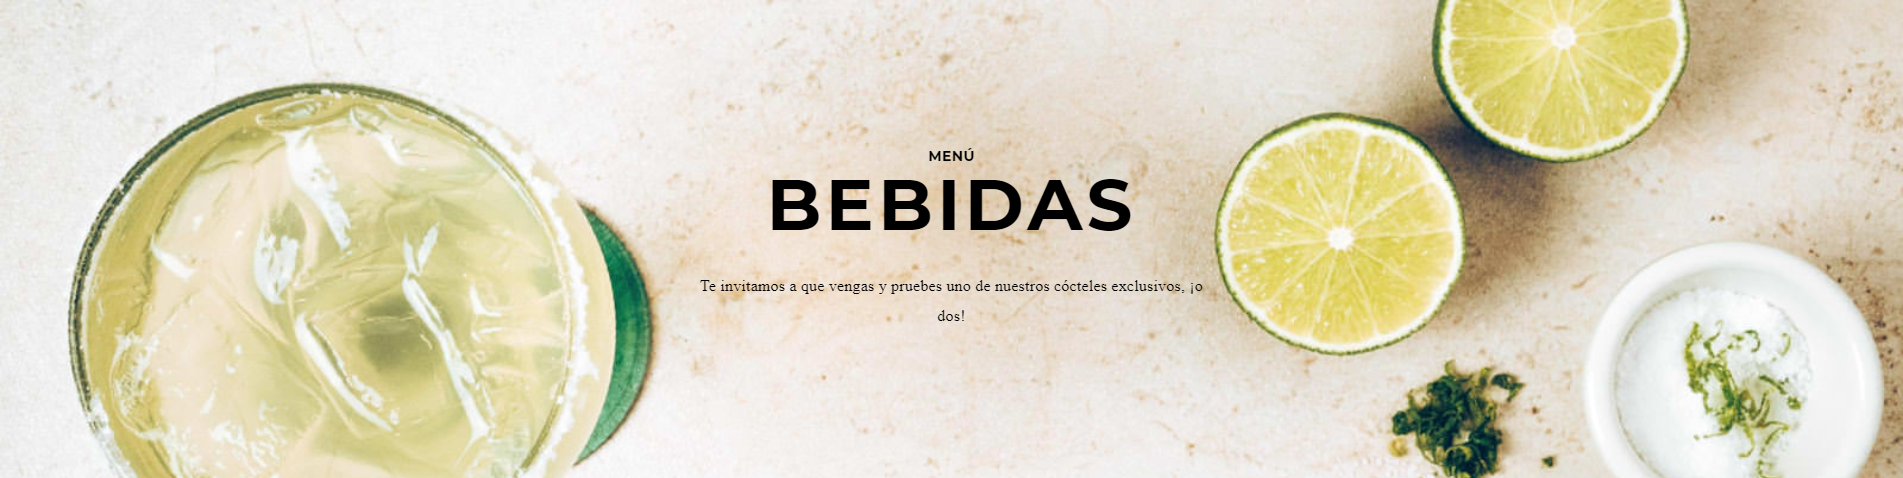 MENÚ
BEBIDAS
Te invitamos a que vengas y pruebes uno de nuestros cócteles exclusivos, ¡o
dos!